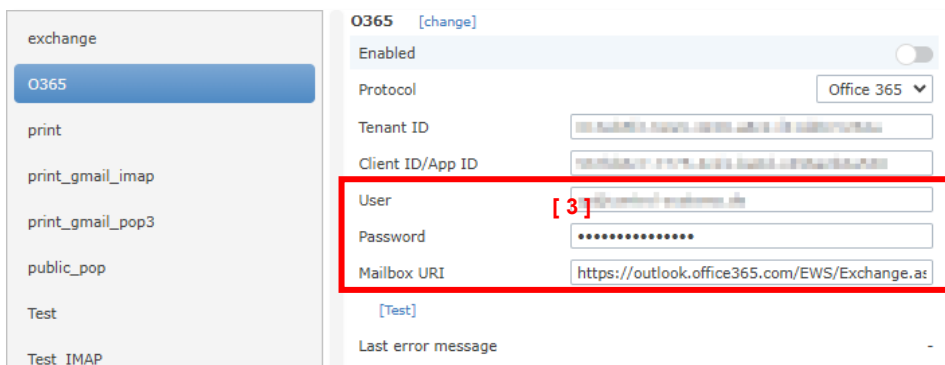 exchange
O365
print
print_gmail_imap
print_gmail_pop3
public_pop
Test
Test_IMAP
O365 [change]
Enabled
Protocol Office 365
Tenant ID
Client ID/App ID
User
[ 3 ]
Password •••••••••••••••
Mailbox URI https://outlook.office365.com/EWS/Exchange.as
[Test]
Last error message -